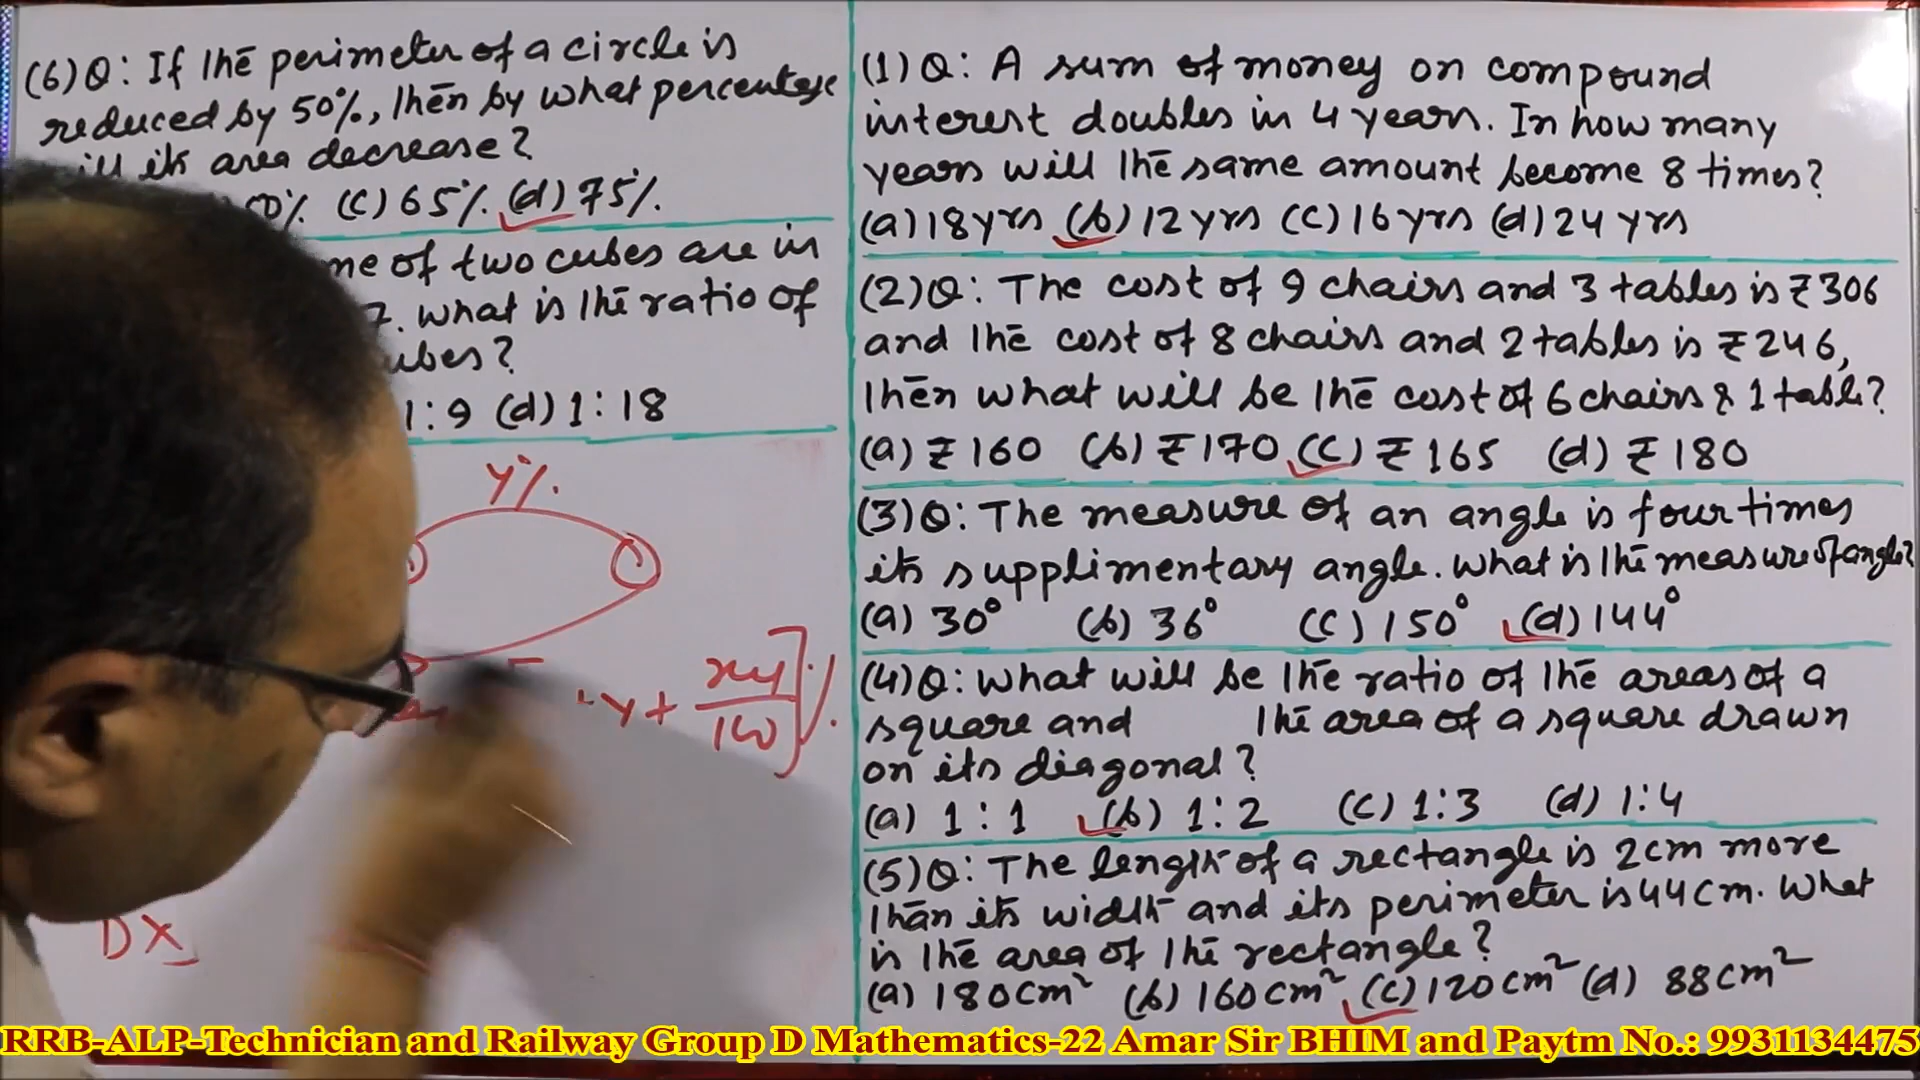 (6)Q: If the perimeter of a circle is
reduced by 50%, then by what percentage
ill its area decrease?
0% (c) 65% (d) 75%.
me of two cubes are in
7. what is the ratio of
ubes?
1:9 (d) 1:18
y%.
y + xy/100]%
DX
(1) Q: A sum of money on compound
interest doubles in 4 years. In how many
years will the same amount become 8 times?
(a) 18 yrs (b) 12 yrs (c) 16 yrs (d) 24 yrs
(2) Q: The cost of 9 chairs and 3 tables is ₹306
and the cost of 8 chairs and 2 tables is ₹246,
then what will be the cost of 6 chairs & 1 table?
(a) ₹160 (b) ₹170 (c) ₹165 (d) ₹180
(3) Q: The measure of an angle is four times
its supplimentary angle. what is the measure of angle?
(a) 30° (b) 36° (c) 150° (d) 144°
(4) Q: what will be the ratio of the areas of a
square and the area of a square drawn
on its diagonal?
(a) 1:1 (b) 1:2 (c) 1:3 (d) 1:4
(5) Q: The length of a rectangle is 2cm more
than its width and its perimeter is 44cm. what
is the area of the rectangle?
(a) 180cm² (b) 160cm² (c) 120cm² (d) 88cm²
RRB-ALP-Technician and Railway Group D Mathematics-22 Amar Sir BHIM and Paytm No.: 9931134475